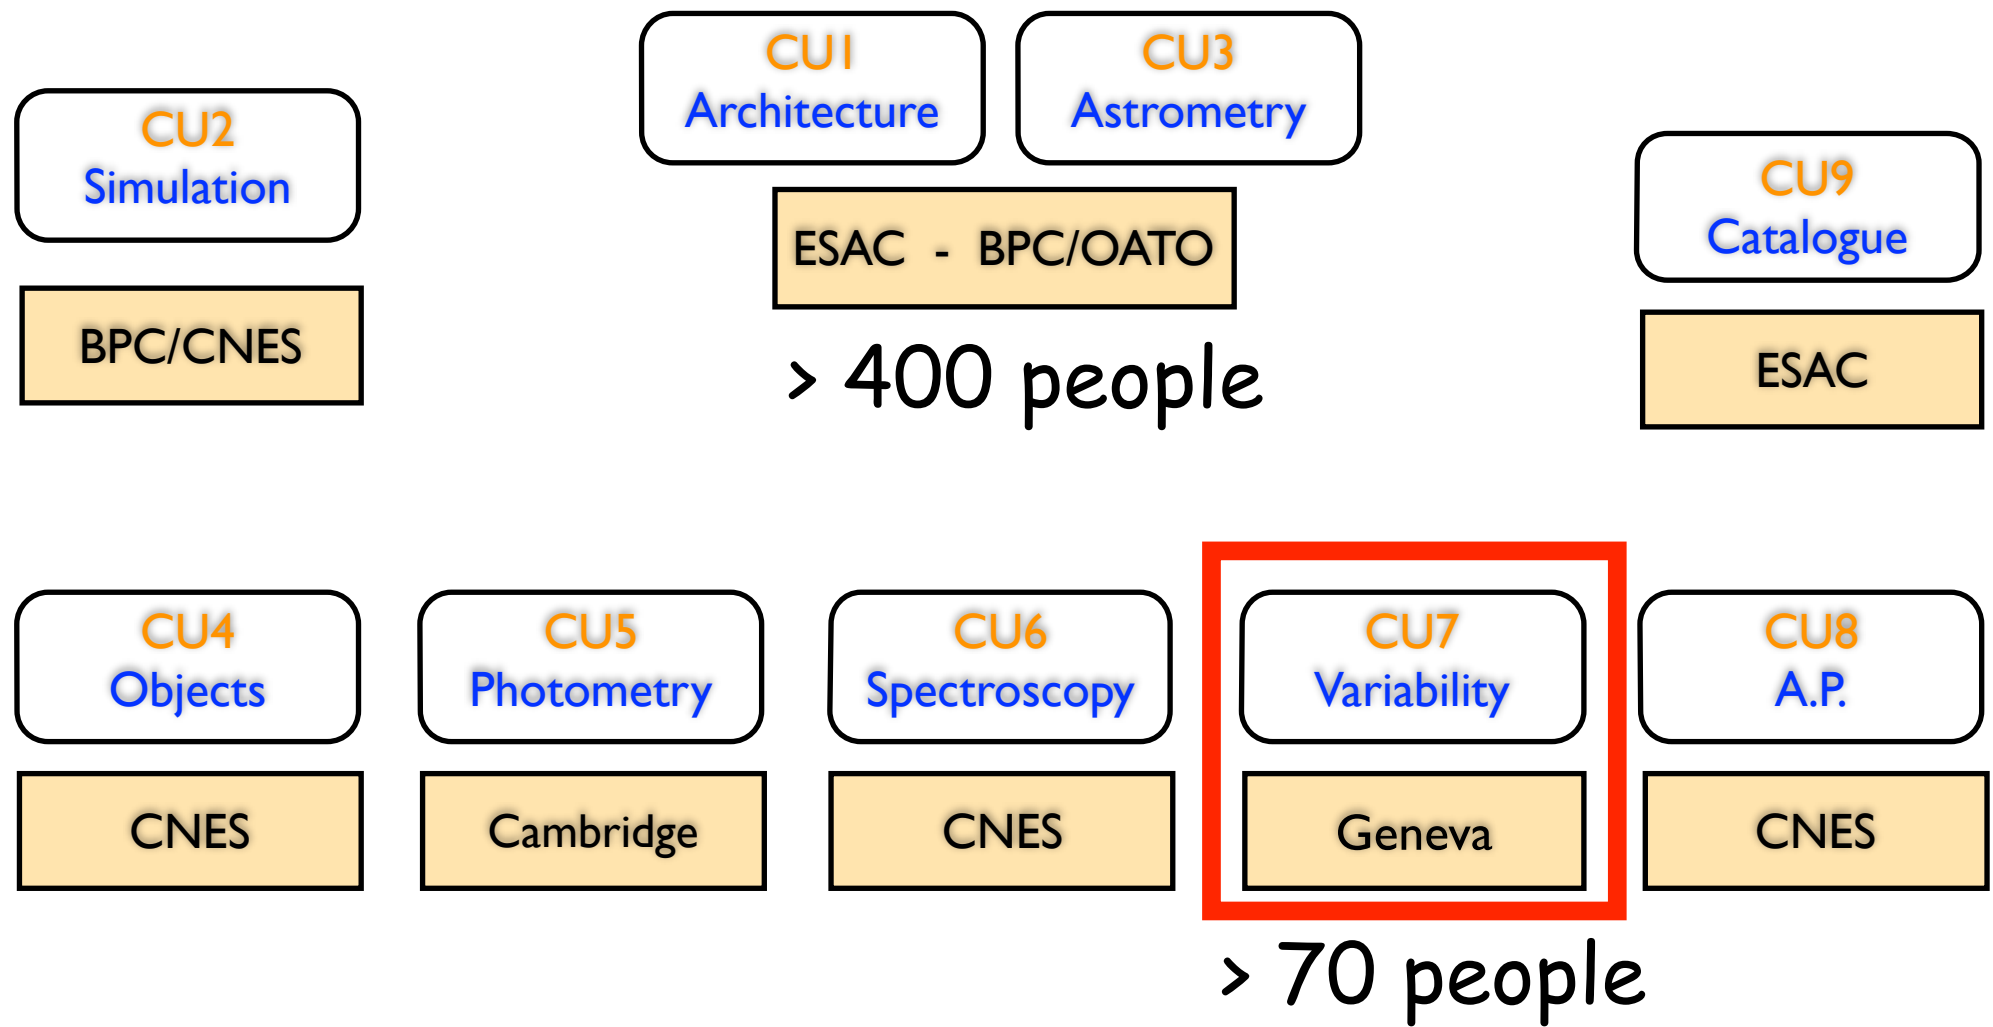 CU1
Architecture
CU3
Astrometry
CU2
Simulation
CU9
Catalogue
ESAC - BPC/OATO
BPC/CNES
ESAC
> 400 people
CU4
Objects
CU5
Photometry
CU6
Spectroscopy
CU7
Variability
CU8
A.P.
CNES
Cambridge
CNES
Geneva
CNES
> 70 people